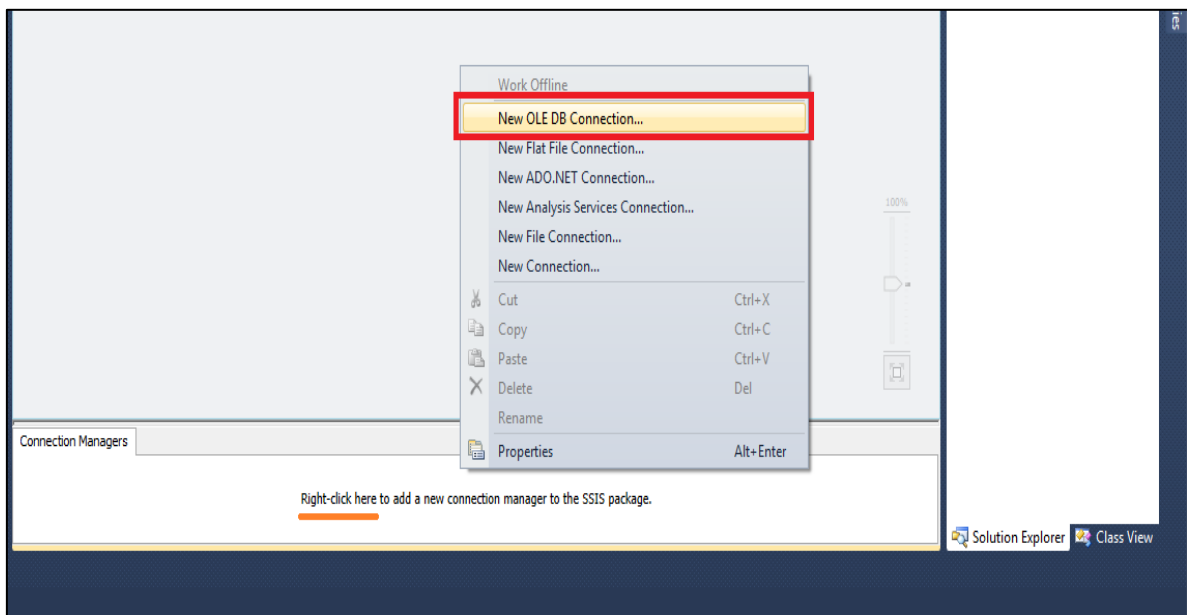 ies
Work Offline
New OLE DB Connection...
New Flat File Connection...
New ADO.NET Connection...
New Analysis Services Connection...
New File Connection...
New Connection...
Cut Ctrl+X
Copy Ctrl+C
Paste Ctrl+V
Delete Del
Rename
Properties Alt+Enter
100%
Connection Managers
Right-click here to add a new connection manager to the SSIS package.
Solution Explorer Class View